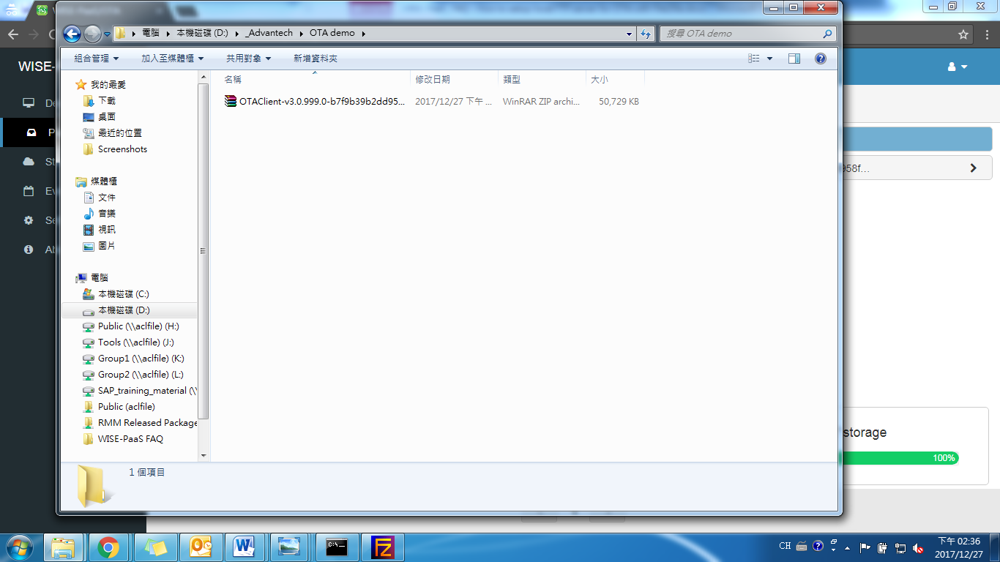 電腦 本機磁碟 (D:) _Advantech OTA demo
搜尋 OTA demo
組合管理 加入至媒體櫃 共用對象 新增資料夾
WISE-
我的最愛
下載
桌面
最近的位置
Screenshots
媒體櫃
文件
音樂
視訊
圖片
電腦
本機磁碟 (C:)
本機磁碟 (D:)
Public (\\aclfile) (H:)
Tools (\\aclfile) (J:)
Group1 (\\aclfile) (K:)
Group2 (\\aclfile) (L:)
SAP_training_material (\\
Public (aclfile)
RMM Released Package
WISE-PaaS FAQ
名稱 修改日期 類型 大小
OTAClient-v3.0.999.0-b7f9b39b2dd95... 2017/12/27 下午 ... WinRAR ZIP archi... 50,729 KB
De
P
St
Ev
Se
Ab
958f...
storage
100%
1 個項目
CH
下午 02:36
2017/12/27